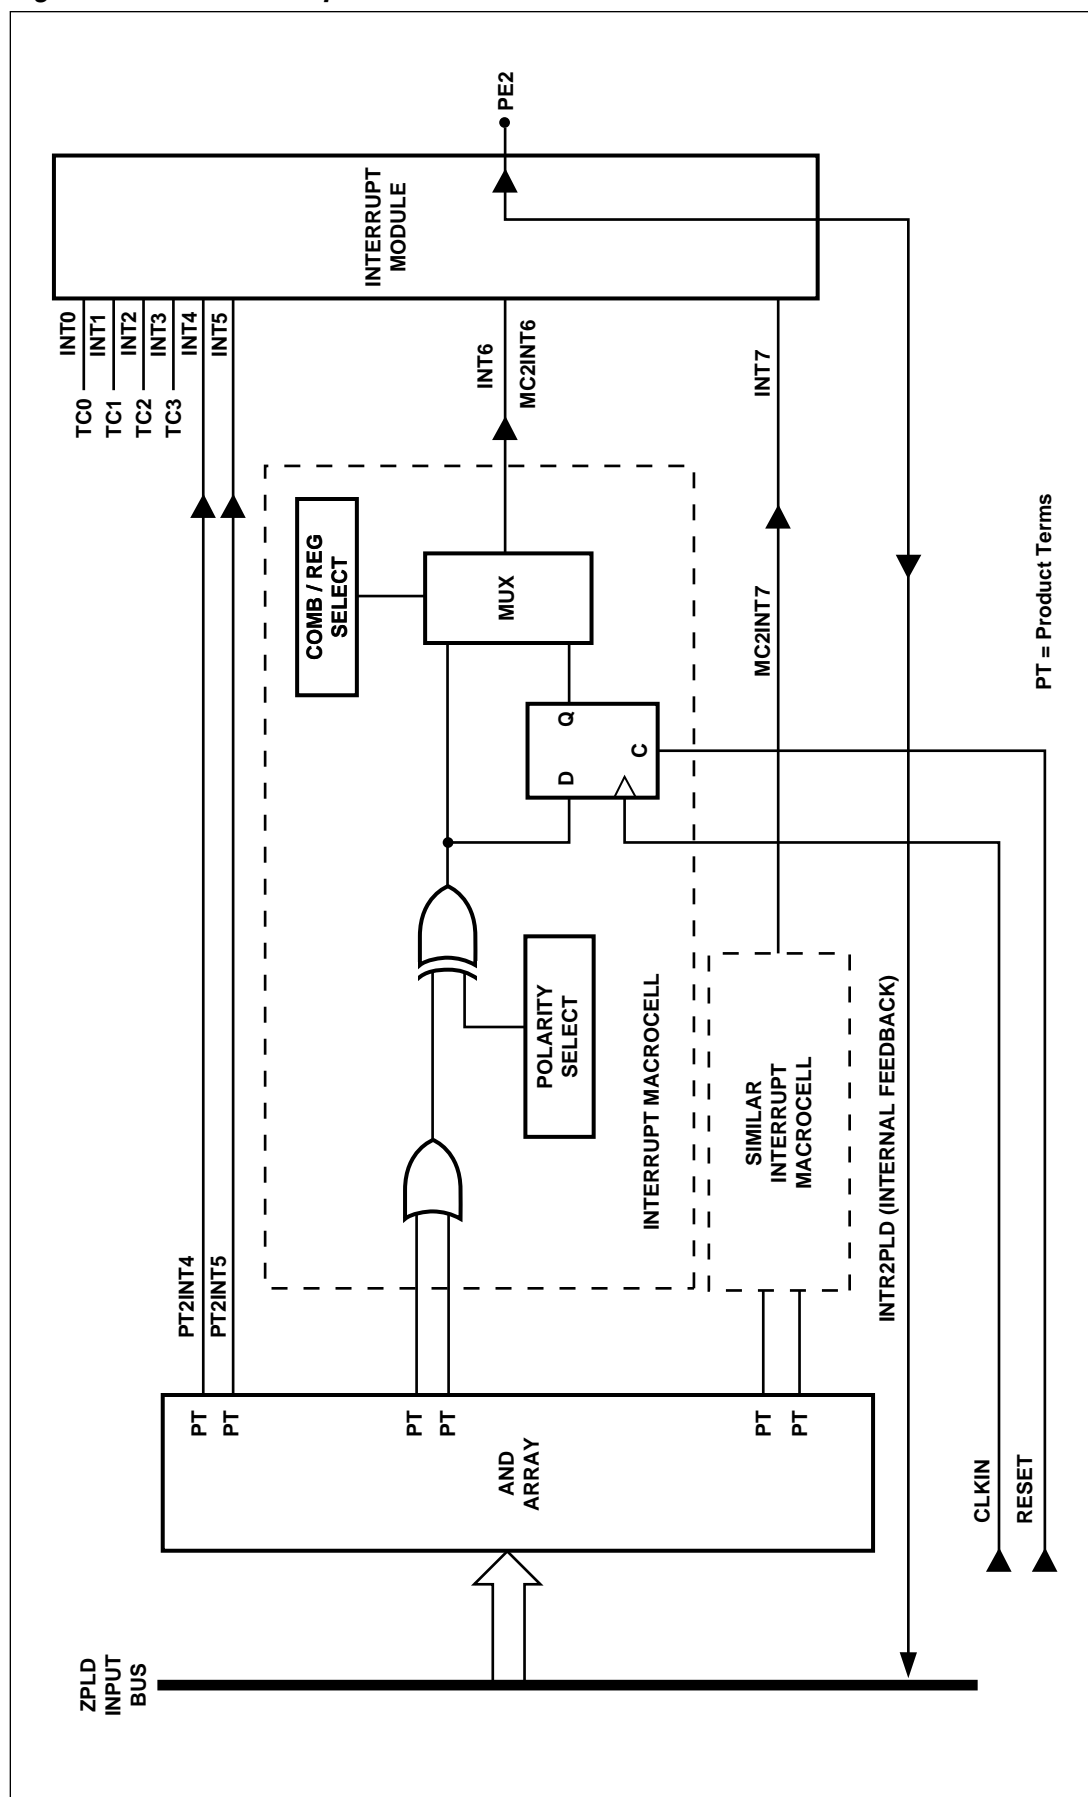 ZPLD
INPUT
BUS
AND
ARRAY
PT
PT
PT
PT
PT
PT
PT2INT4
PT2INT5
POLARITY
SELECT
INTERRUPT MACROCELL
COMB / REG
SELECT
D
Q
C
MUX
SIMILAR
INTERRUPT
MACROCELL
MC2INT7
INTR2PLD (INTERNAL FEEDBACK)
CLKIN
RESET
TC0
TC1
TC2
TC3
INT0
INT1
INT2
INT3
INT4
INT5
INT6
MC2INT6
INT7
INTERRUPT
MODULE
PE2
PT = Product Terms